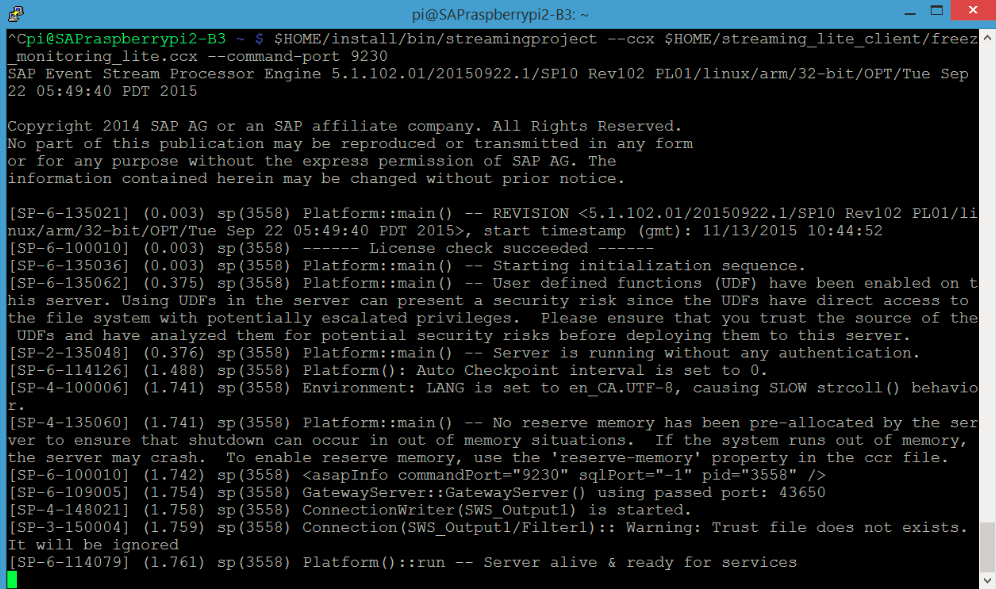 pi@SAPraspberrypi2-B3: ~
^Cpi@SAPraspberrypi2-B3 ~ $ $HOME/install/bin/streamingproject --ccx $HOME/streaming_lite_client/freez
_monitoring_lite.ccx --command-port 9230
SAP Event Stream Processor Engine 5.1.102.01/20150922.1/SP10 Rev102 PL01/linux/arm/32-bit/OPT/Tue Sep
22 05:49:40 PDT 2015
Copyright 2014 SAP AG or an SAP affiliate company. All Rights Reserved.
No part of this publication may be reproduced or transmitted in any form
or for any purpose without the express permission of SAP AG. The
information contained herein may be changed without prior notice.
[SP-6-135021] (0.003) sp(3558) Platform::main() -- REVISION <5.1.102.01/20150922.1/SP10 Rev102 PL01/li
nux/arm/32-bit/OPT/Tue Sep 22 05:49:40 PDT 2015>, start timestamp (gmt): 11/13/2015 10:44:52
[SP-6-100010] (0.003) sp(3558) ------ License check succeeded ------
[SP-6-135036] (0.003) sp(3558) Platform::main() -- Starting initialization sequence.
[SP-6-135062] (0.375) sp(3558) Platform::main() -- User defined functions (UDF) have been enabled on t
his server. Using UDFs in the server can present a security risk since the UDFs have direct access to
the file system with potentially escalated privileges.  Please ensure that you trust the source of the
 UDFs and have analyzed them for potential security risks before deploying them to this server.
[SP-2-135048] (0.376) sp(3558) Platform::main() -- Server is running without any authentication.
[SP-6-114126] (1.488) sp(3558) Platform(): Auto Checkpoint interval is set to 0.
[SP-4-100006] (1.741) sp(3558) Environment: LANG is set to en_CA.UTF-8, causing SLOW strcoll() behavio
r.
[SP-4-135060] (1.741) sp(3558) Platform::main() -- No reserve memory has been pre-allocated by the ser
ver to ensure that shutdown can occur in out of memory situations.  If the system runs out of memory,
the server may crash.  To enable reserve memory, use the 'reserve-memory' property in the ccr file.
[SP-6-100010] (1.742) sp(3558) <asapInfo commandPort="9230" sqlPort="-1" pid="3558" />
[SP-6-109005] (1.754) sp(3558) GatewayServer::GatewayServer() using passed port: 43650
[SP-4-148021] (1.758) sp(3558) ConnectionWriter(SWS_Output1) is started.
[SP-3-150004] (1.759) sp(3558) Connection(SWS_Output1/Filter1):: Warning: Trust file does not exists.
It will be ignored
[SP-6-114079] (1.761) sp(3558) Platform()::run -- Server alive & ready for services